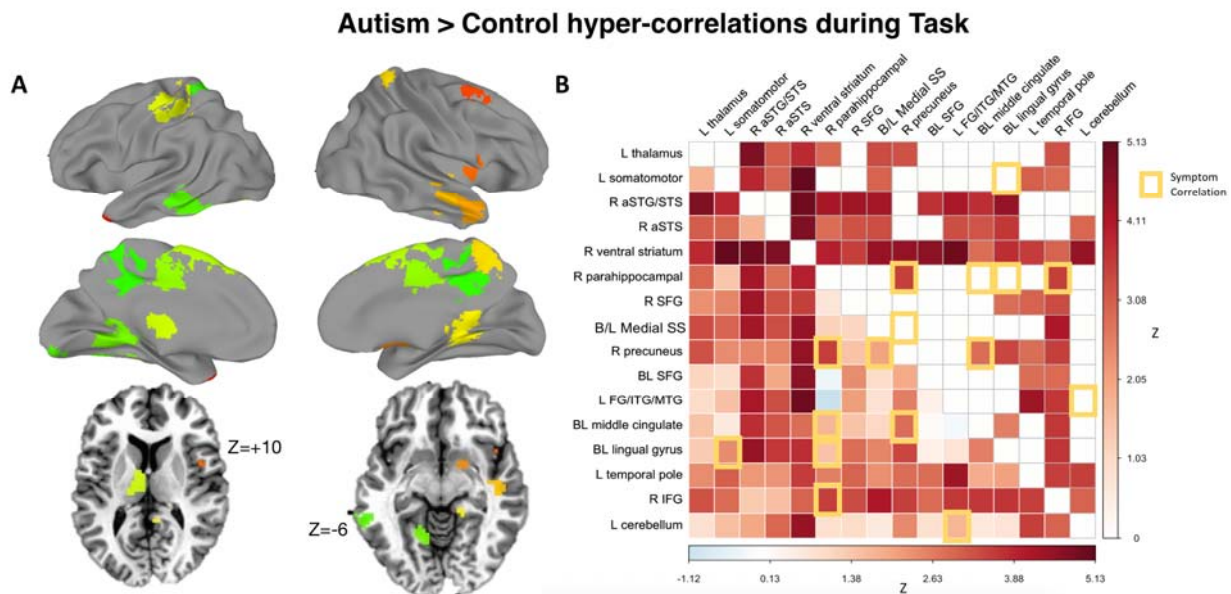 Autism > Control hyper-correlations during Task
A
Z=+10
Z=-6
B
L thalamus
L somatomotor
R aSTG/STS
R aSTS
R ventral striatum
R parahippocampal
R SFG
B/L Medial SS
R precuneus
BL SFG
L FG/ITG/MTG
BL middle cingulate
BL lingual gyrus
L temporal pole
R IFG
L cerebellum
L thalamus
L somatomotor
R aSTG/STS
R aSTS
R ventral striatum
R parahippocampal
R SFG
B/L Medial SS
R precuneus
BL SFG
L FG/ITG/MTG
BL middle cingulate
BL lingual gyrus
L temporal pole
R IFG
L cerebellum
5.13
4.11
3.08
2.05
1.03
0
Z
Symptom
Correlation
-1.12 0.13 1.38 2.63 3.88 5.13
Z